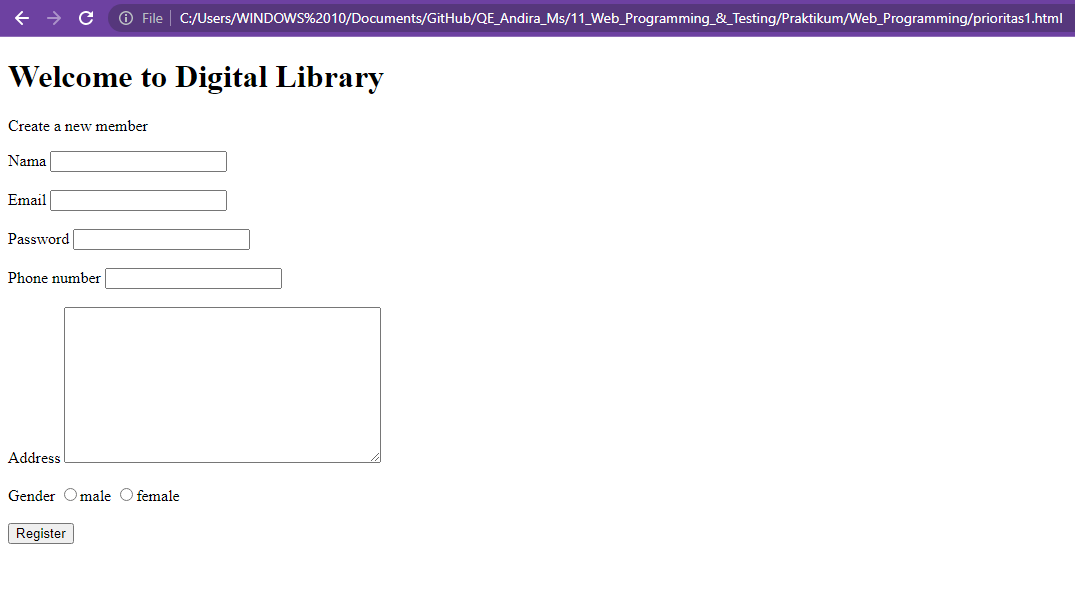 File C:/Users/WINDOWS%2010/Documents/GitHub/QE_Andira_Ms/11_Web_Programming_&_Testing/Praktikum/Web_Programming/prioritas1.html
Welcome to Digital Library
Create a new member
Nama
Email
Password
Phone number
Address
Gender male female
Register